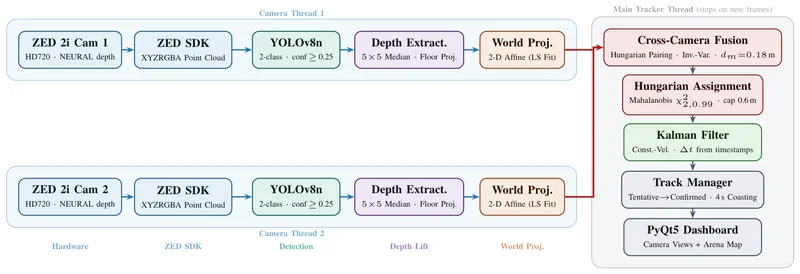 Camera Thread 1
ZED 2i Cam 1
HD720 · NEURAL depth
ZED SDK
XYZRGBA Point Cloud
YOLOv8n
2-class · conf ≥ 0.25
Depth Extract.
5×5 Median · Floor Proj.
World Proj.
2-D Affine (LS Fit)
ZED 2i Cam 2
HD720 · NEURAL depth
ZED SDK
XYZRGBA Point Cloud
YOLOv8n
2-class · conf ≥ 0.25
Depth Extract.
5×5 Median · Floor Proj.
World Proj.
2-D Affine (LS Fit)
Camera Thread 2
Hardware
ZED SDK
Detection
Depth Lift
World Proj.
Main Tracker Thread (steps on new frames)
Cross-Camera Fusion
Hungarian Pairing · Inv.-Var. · dₘ=0.18 m
Hungarian Assignment
Mahalanobis χ²₂,₀.₉₉ · cap 0.6 m
Kalman Filter
Const.-Vel. · Δt from timestamps
Track Manager
Tentative→Confirmed · 4 s Coasting
PyQt5 Dashboard
Camera Views + Arena Map